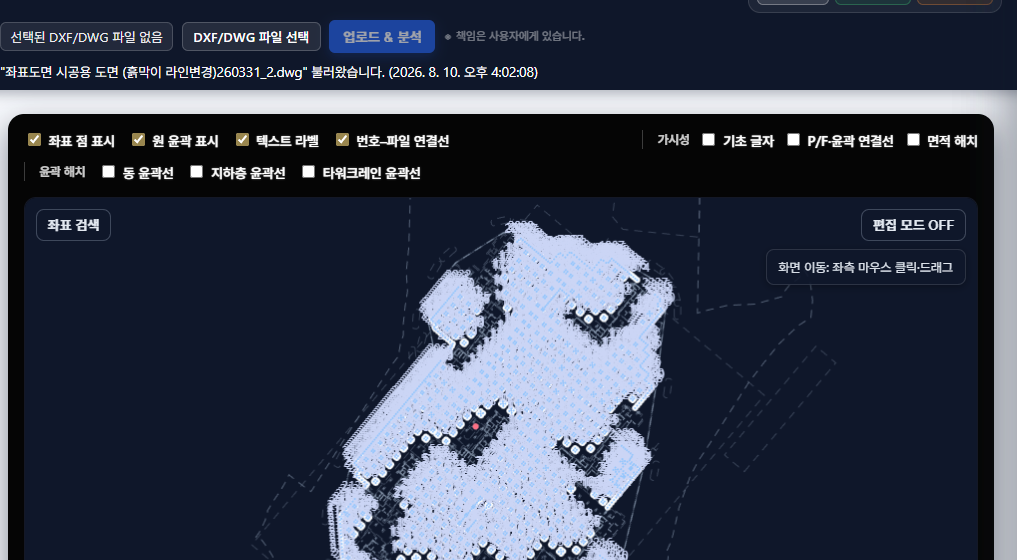 선택된 DXF/DWG 파일 없음 DXF/DWG 파일 선택 업로드 & 분석 ● 책임은 사용자에게 있습니다.
"좌표도면 시공용 도면 (흙막이 라인변경)260331_2.dwg" 불러왔습니다. (2026. 8. 10. 오후 4:02:08)
좌표 점 표시 원 윤곽 표시 텍스트 라벨 번호–파일 연결선 가시성 기초 글자 P/F·윤곽 연결선 면적 해치
윤곽 해치 동 윤곽선 지하층 윤곽선 타워크레인 윤곽선
좌표 검색 편집 모드 OFF
화면 이동: 좌측 마우스 클릭·드래그